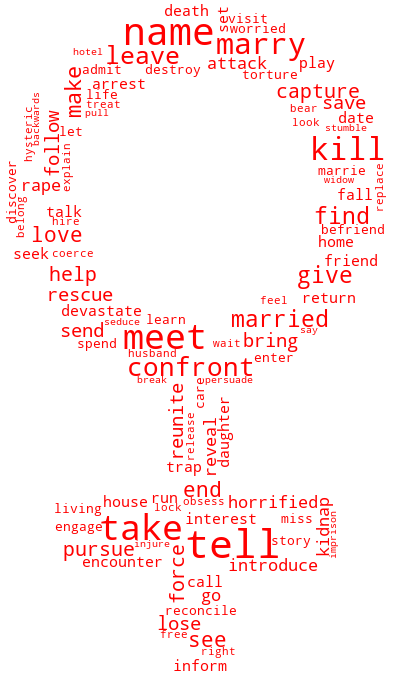 death
set
visit
name
worried
marry
hotel
leave
attack
play
admit
destroy
torture
make
arrest
capture
life
treat
bear
save
pull
look
date
backwards
hysteric
let
follow
stumble
kill
explain
marrie
discover
rape
widow
replace
belong
talk
fall
hire
find
love
befriend
seek
coerce
home
help
friend
give
rescue
feel
return
devastate
seduce
learn
married
send
meet
say
spend
wait
bring
husband
enter
confront
break
persuade
care
reunite
release
reveal
daughter
trap
end
living
house
run
lock
obsess
horrified
kidnap
imprison
engage
take
interest
miss
tell
pursue
injure
story
encounter
force
introduce
call
go
reconcile
lose
free
see
right
inform